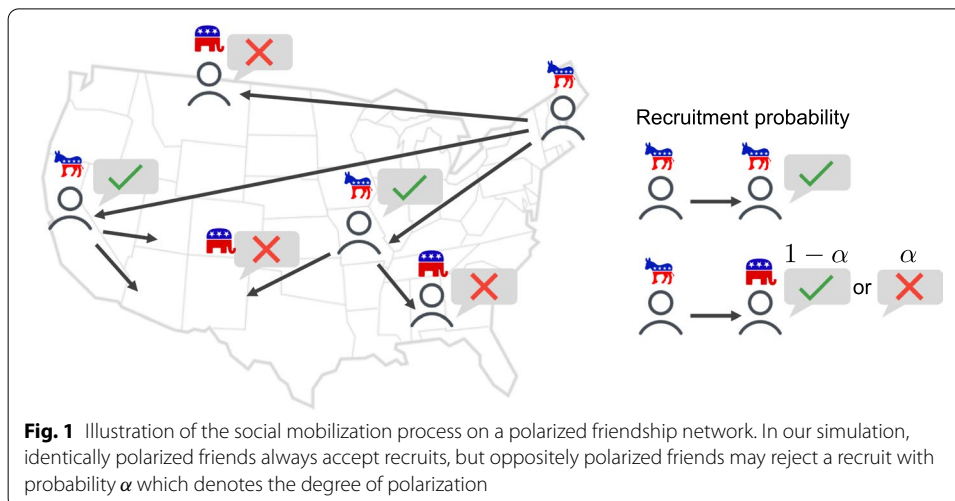 Recruitment probability
1 − α
α
or
Fig. 1 Illustration of the social mobilization process on a polarized friendship network. In our simulation,
identically polarized friends always accept recruits, but oppositely polarized friends may reject a recruit with
probability α which denotes the degree of polarization